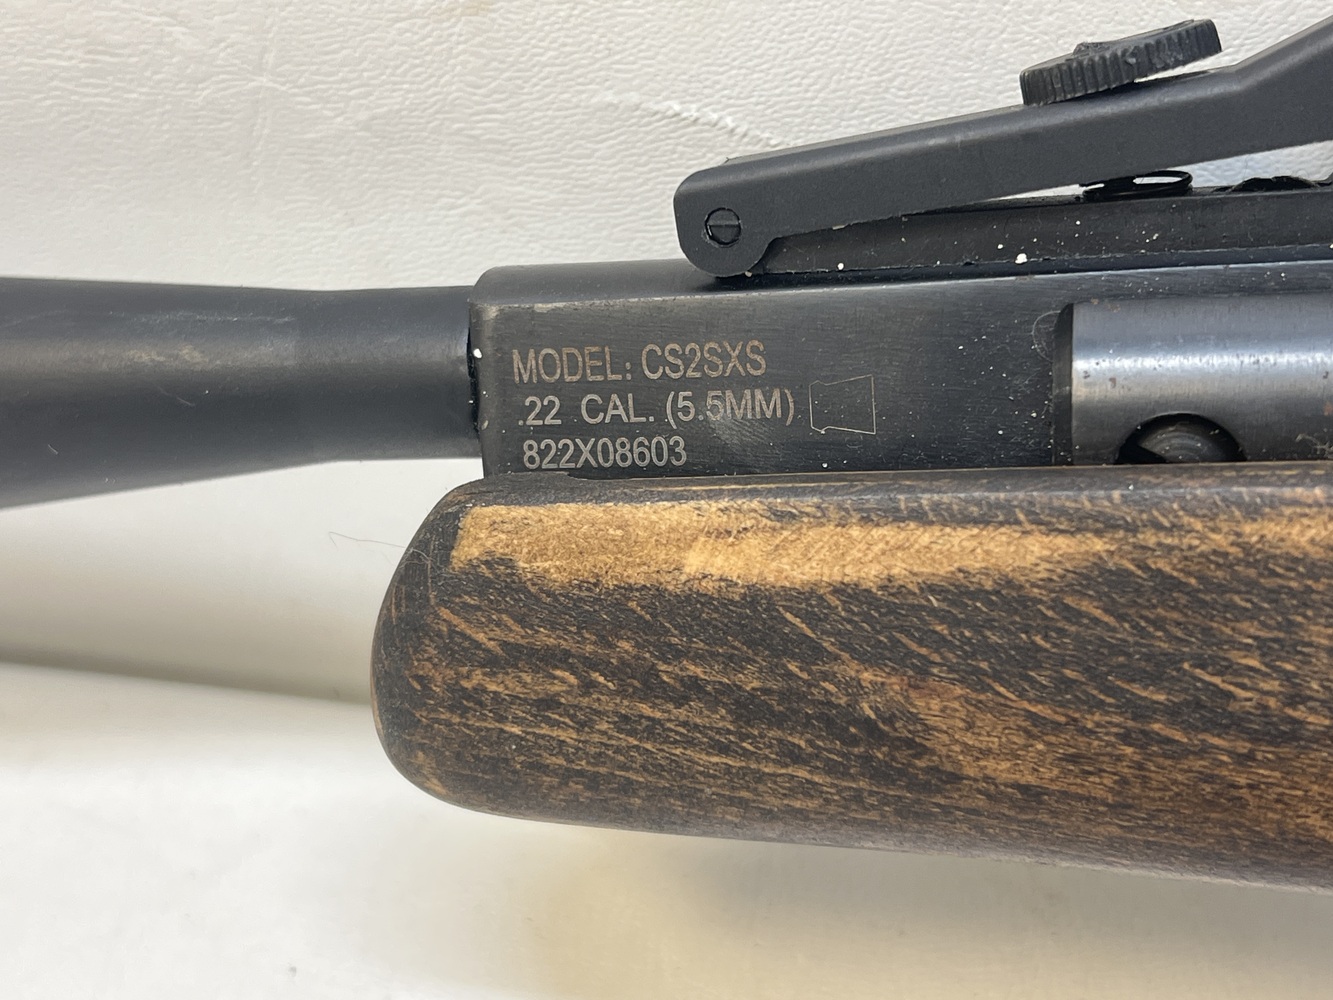 MODEL: CS2SXS
.22 CAL. (5.5MM)
822X08603